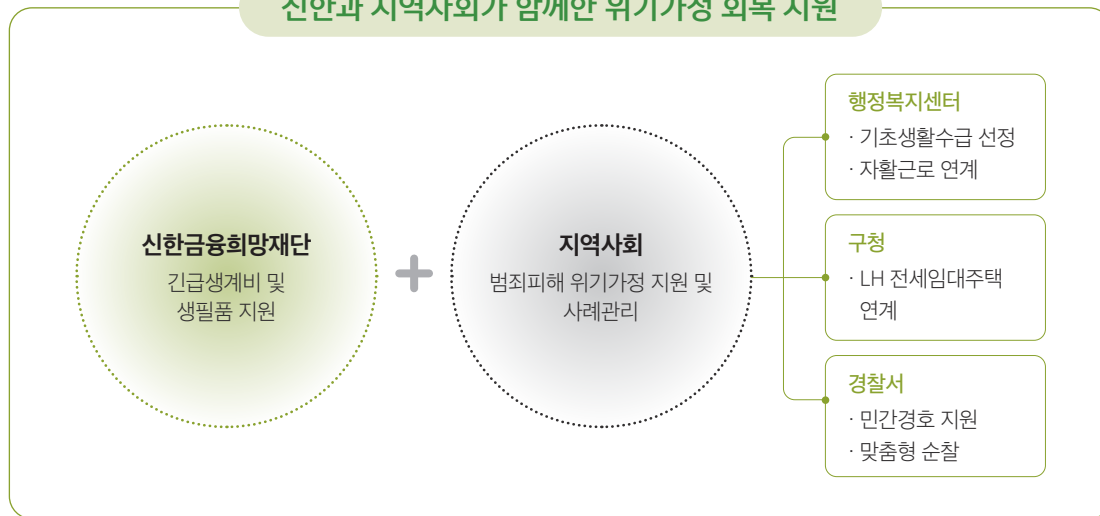 신한과 지역사회가 함께한 위기가정 회복 지원
신한금융희망재단
긴급생계비 및
생필품 지원
지역사회
범죄피해 위기가정 지원 및
사례관리
행정복지센터
· 기초생활수급 선정
· 자활근로 연계
구청
· LH 전세임대주택
연계
경찰서
· 민간경호 지원
· 맞춤형 순찰